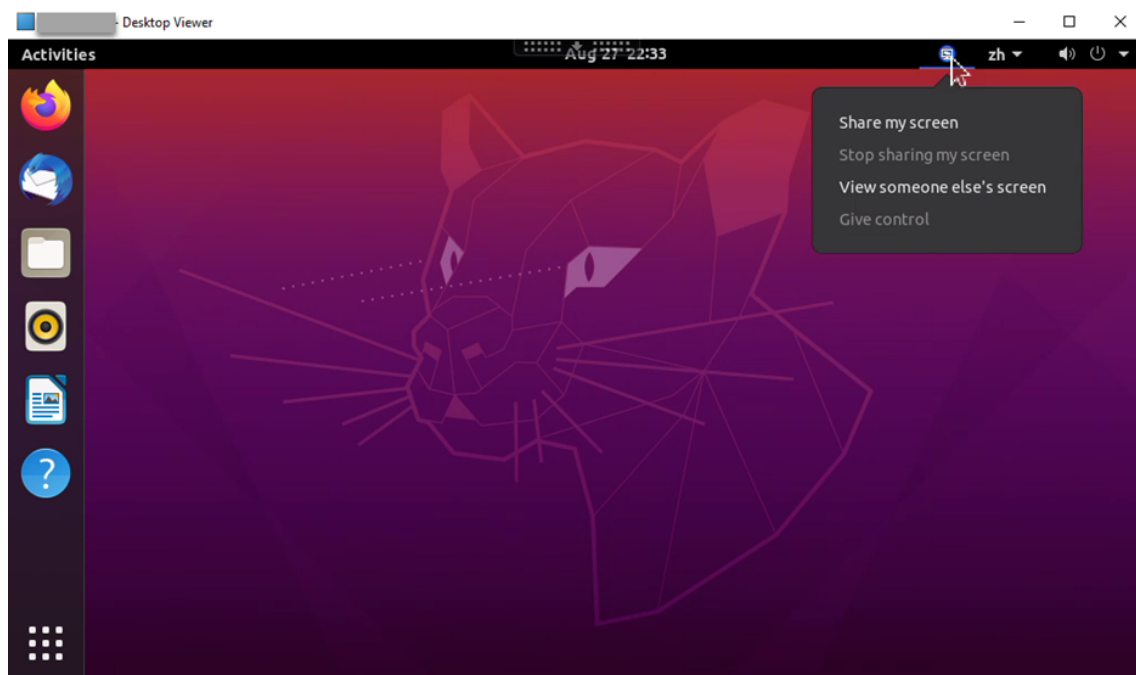 - Desktop Viewer
Activities
Aug 27 22:33
zh
Share my screen
Stop sharing my screen
View someone else's screen
Give control
?